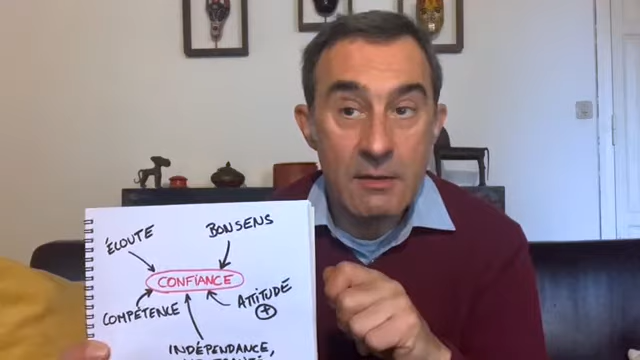 ÉCOUTE
BONSENS
CONFIANCE
COMPÉTENCE
ATTITUDE
+
INDÉPENDANCE,